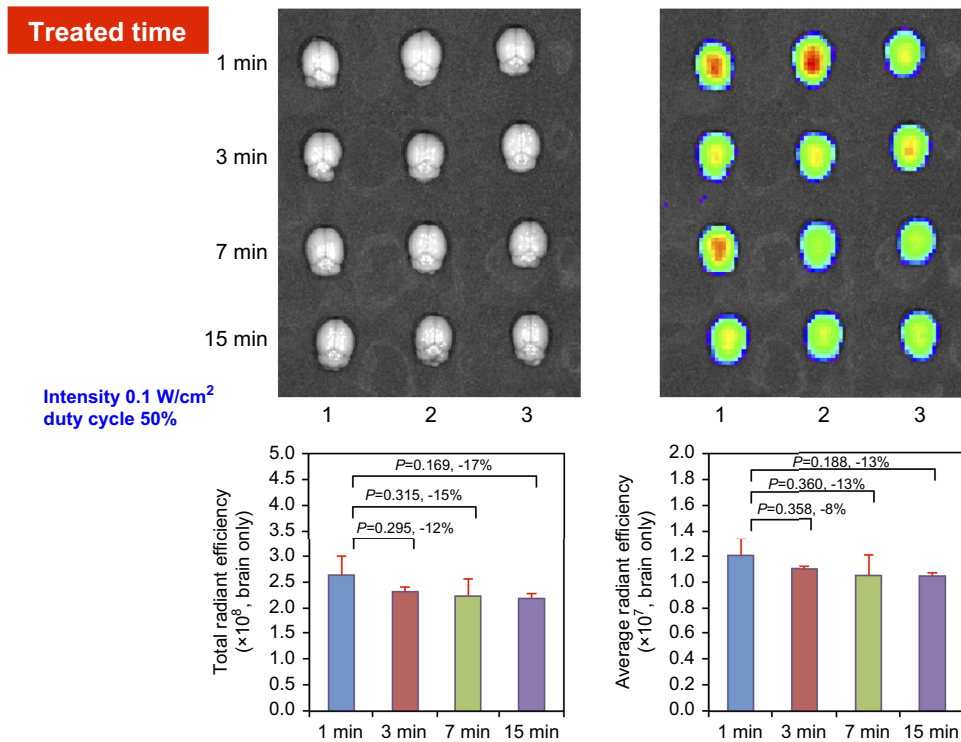 Treated time
1 min
3 min
7 min
15 min
Intensity 0.1 W/cm²
duty cycle 50%
1 2 3
1 2 3
Total radiant efficiency
(×10⁸, brain only)
5.0
4.5
4.0
3.5
3.0
2.5
2.0
1.5
1.0
0.5
0.0
P=0.169, -17%
P=0.315, -15%
P=0.295, -12%
1 min 3 min 7 min 15 min
Average radiant efficiency
(×10⁷, brain only)
2.0
1.8
1.6
1.4
1.2
1.0
0.8
0.6
0.4
0.2
0.0
P=0.188, -13%
P=0.360, -13%
P=0.358, -8%
1 min 3 min 7 min 15 min